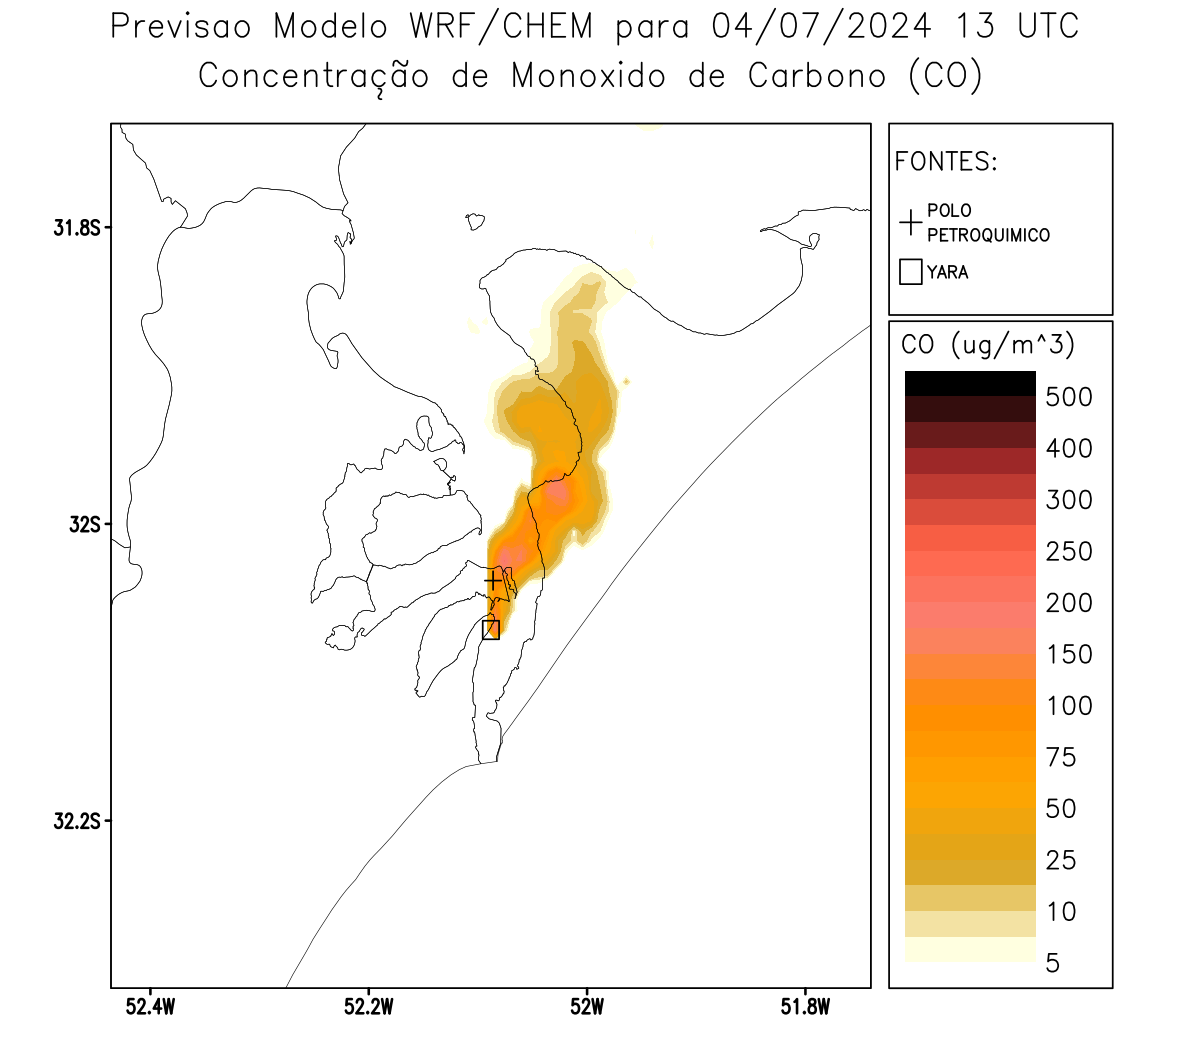 Previsao Modelo WRF/CHEM para 04/07/2024 13 UTC
Concentração de Monoxido de Carbono (CO)
FONTES:
POLO
PETROQUIMICO
YARA
CO (ug/m^3)
500
400
300
250
200
150
100
75
50
25
10
5
31.8S
32S
32.2S
52.4W
52.2W
52W
51.8W